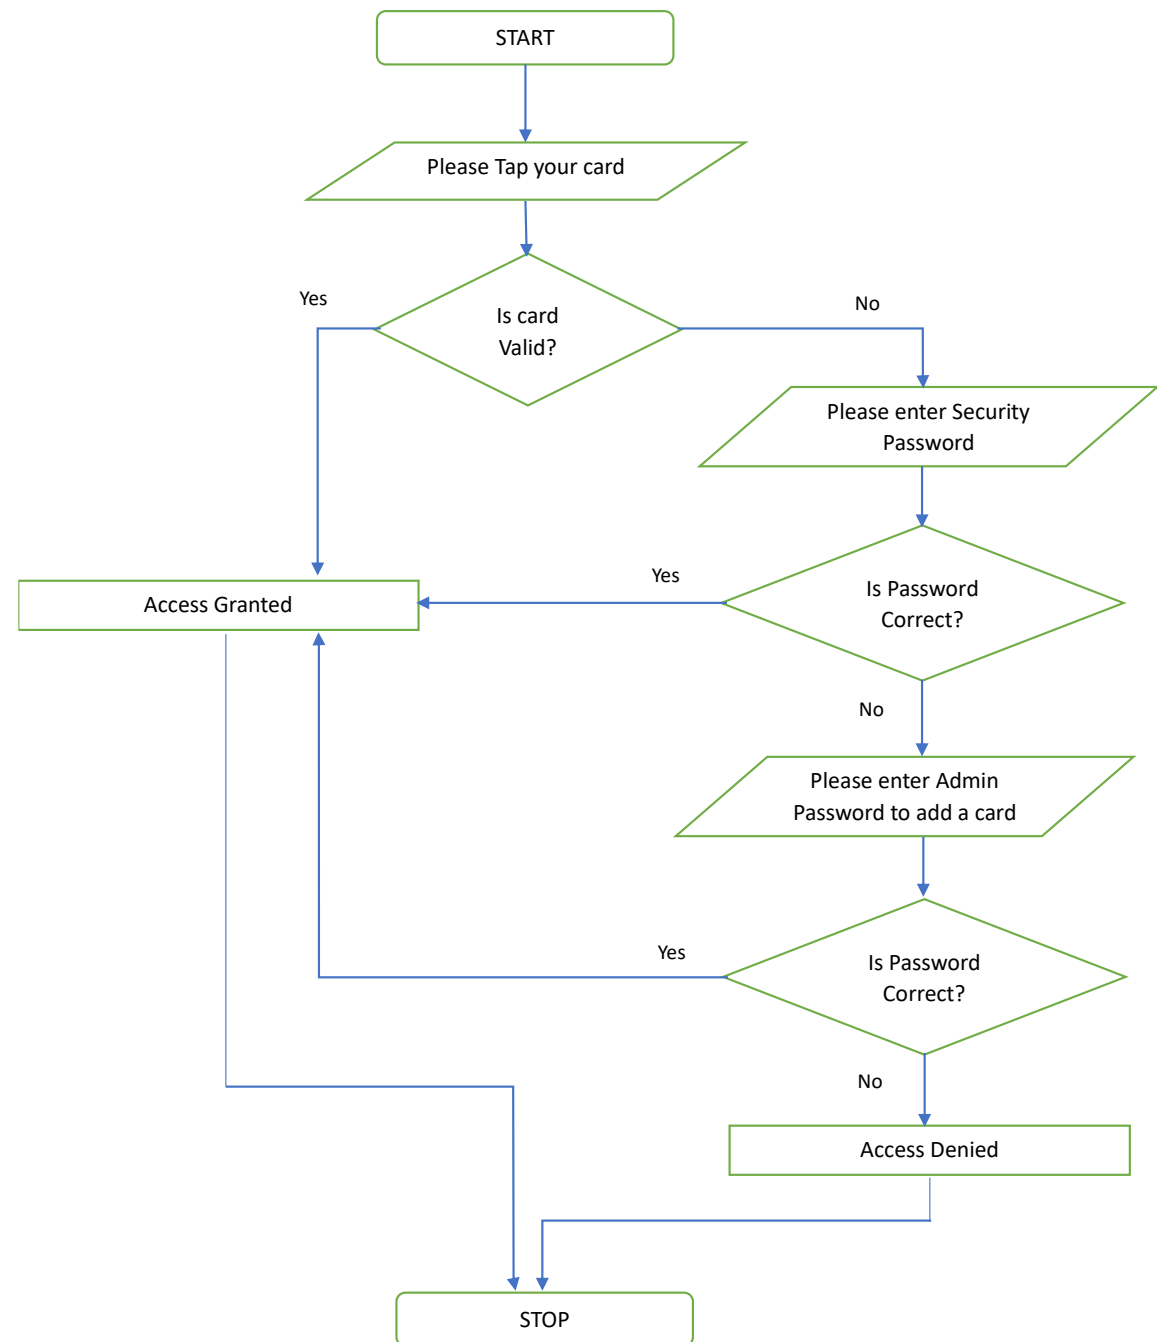 START
Please Tap your card
Yes
No
Is card
Valid?
Please enter Security
Password
Yes
Is Password
Correct?
Access Granted
No
Please enter Admin
Password to add a card
Yes
Is Password
Correct?
No
Access Denied
STOP